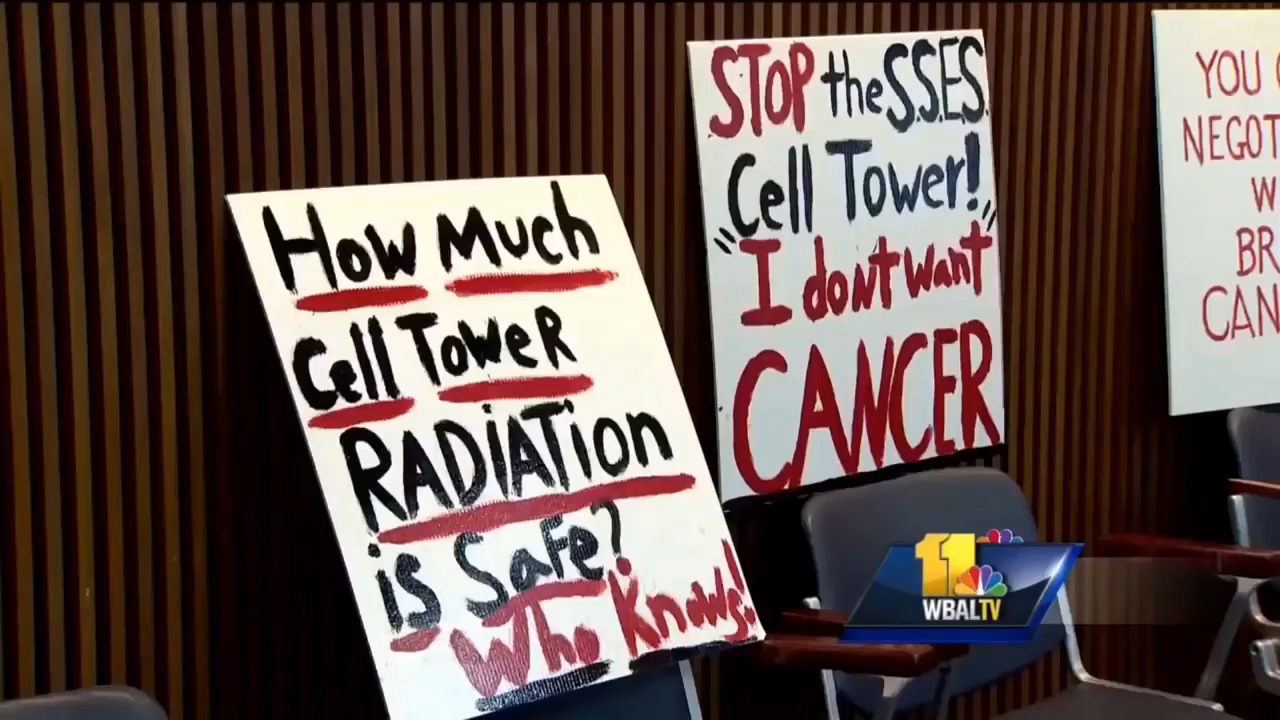 How Much
Cell Tower
RADiATion
is Safe?
Who Knows!
STOP the S.S.E.S.
Cell Tower!
"I dont want"
CANCER
YOU
NEGOT
W
BR
CAN
11
WBALTV